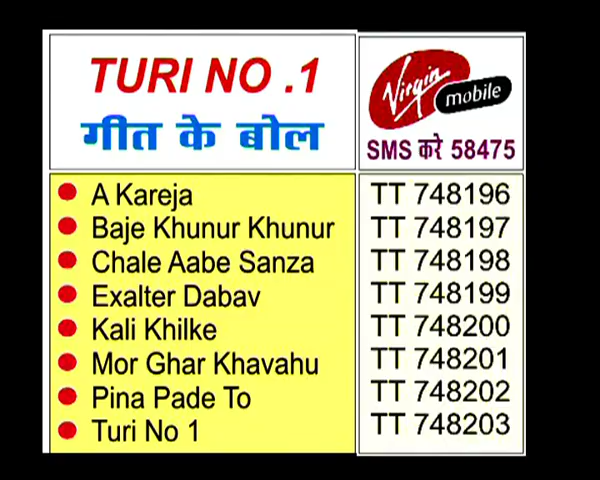 TURI NO .1
गीत के बोल
Virgin mobile
SMS करे 58475
A Kareja TT 748196
Baje Khunur Khunur TT 748197
Chale Aabe Sanza TT 748198
Exalter Dabav TT 748199
Kali Khilke TT 748200
Mor Ghar Khavahu TT 748201
Pina Pade To TT 748202
Turi No 1 TT 748203